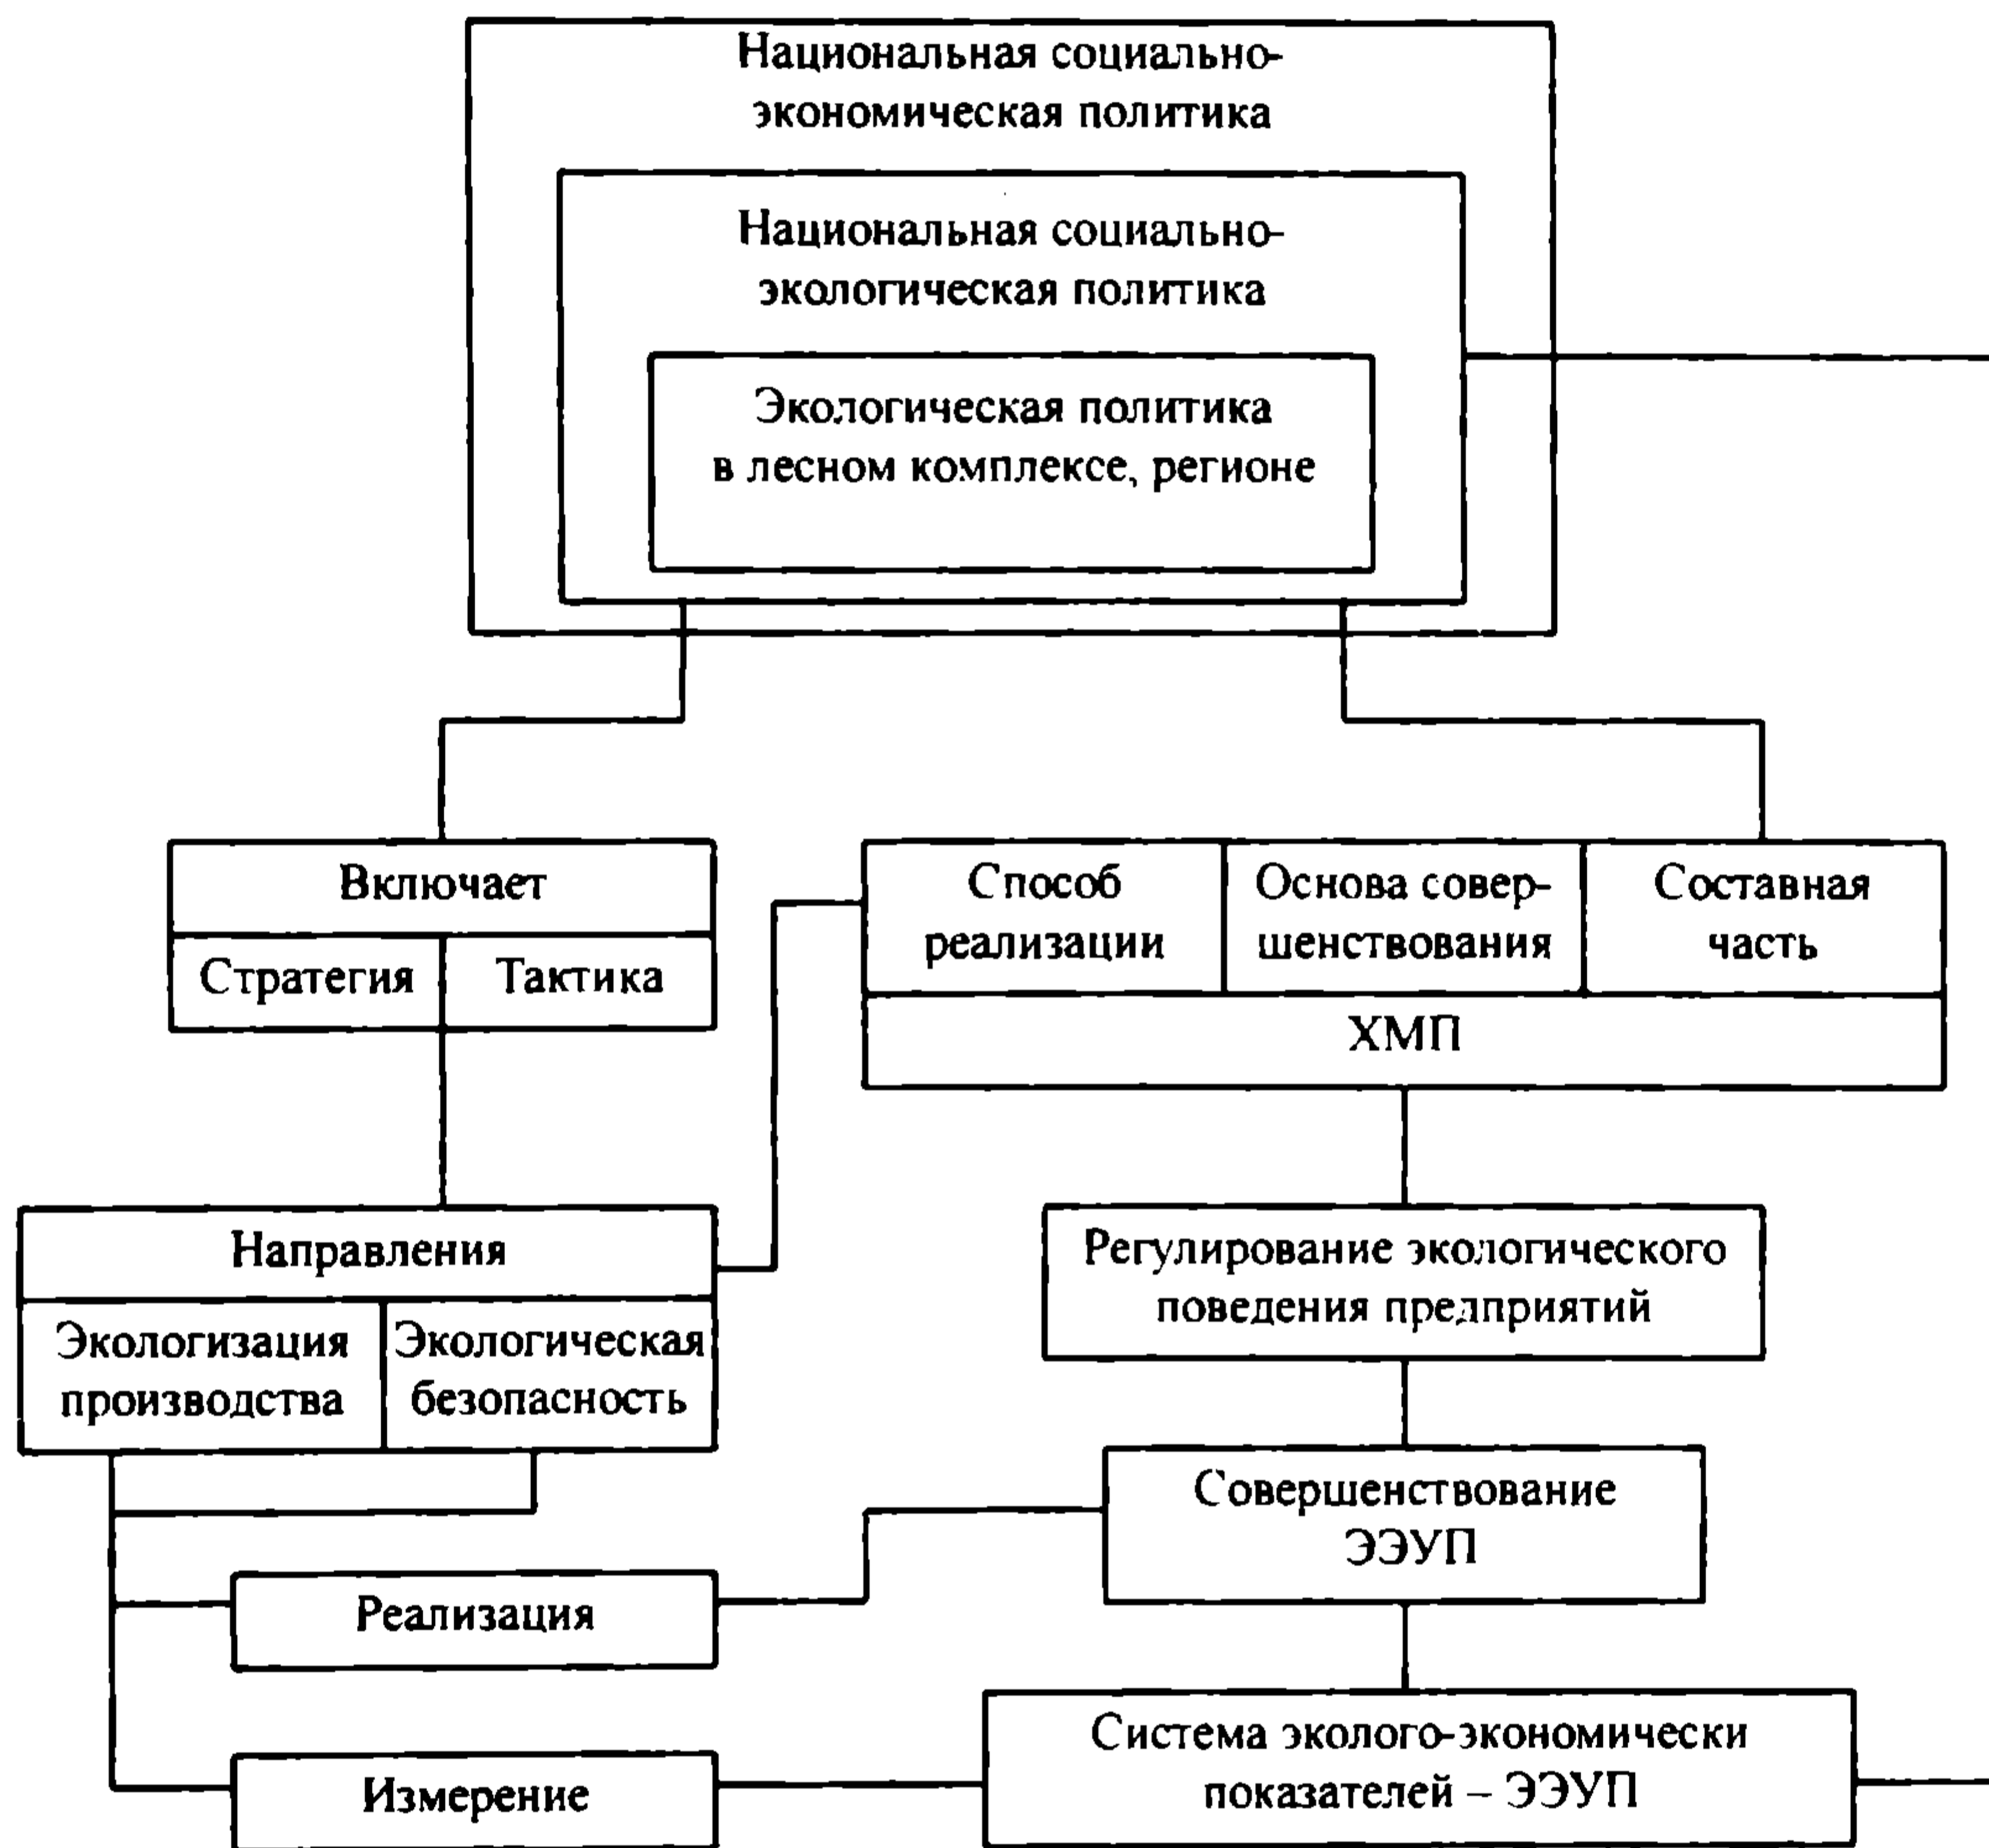 Национальная социально-
экономическая политика
Национальная социально-
экологическая политика
Экологическая политика
в лесном комплексе, регионе
Включает
Стратегия
Тактика
Способ
реализации
Основа совер-
шенствования
Составная
часть
ХМП
Направления
Экологизация
производства
Экологическая
безопасность
Регулирование экологического
поведения предприятий
Совершенствование
ЭЭУП
Реализация
Система эколого-экономически
показателей – ЭЭУП
Измерение